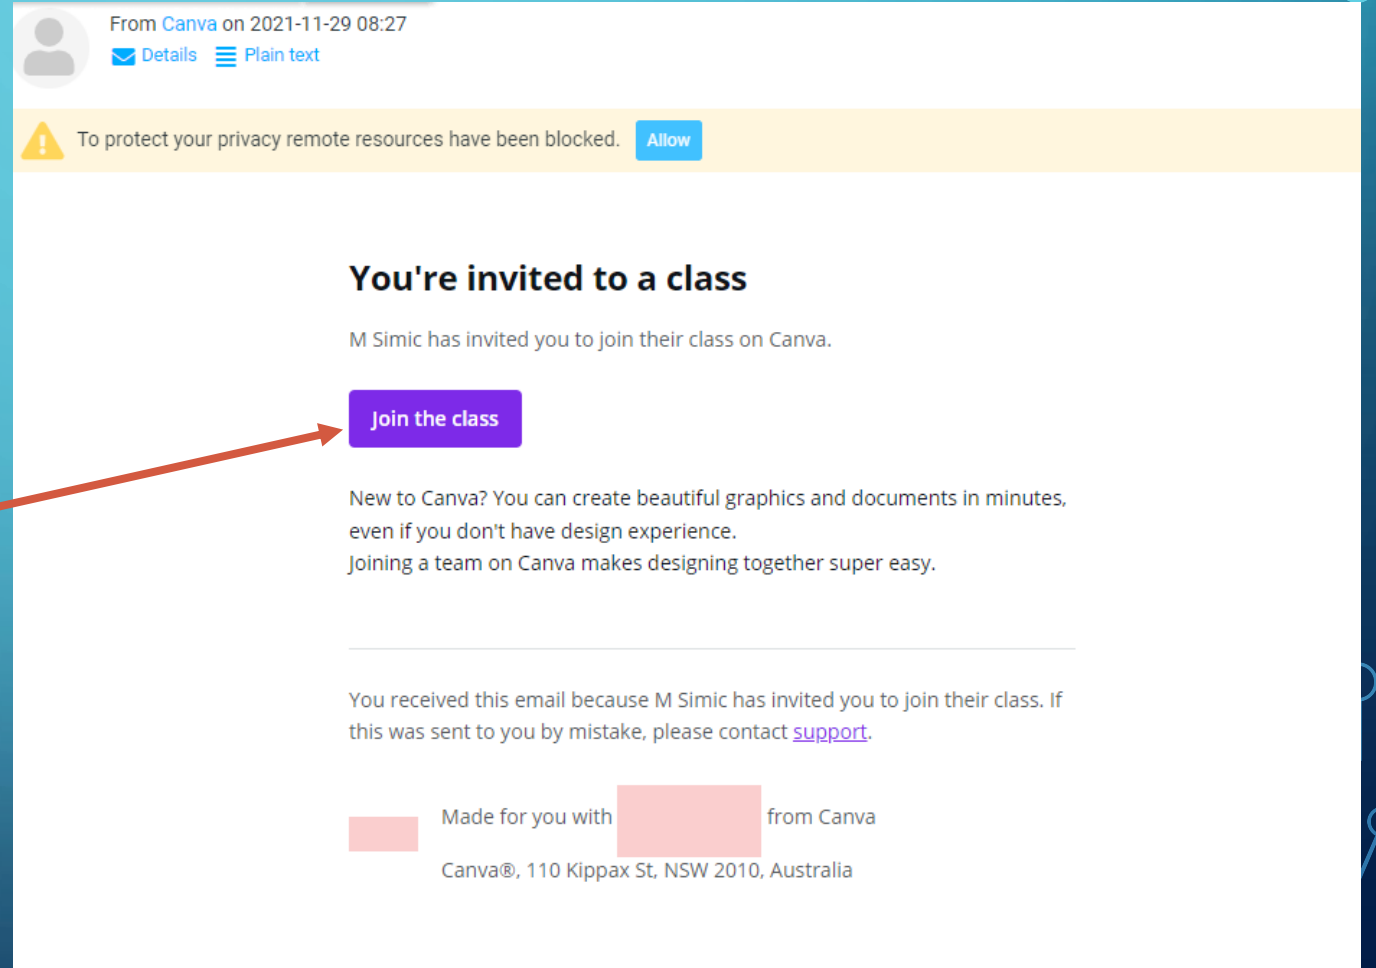 From Canva on 2021-11-29 08:27
Details Plain text
To protect your privacy remote resources have been blocked. Allow
You're invited to a class
M Simic has invited you to join their class on Canva.
Join the class
New to Canva? You can create beautiful graphics and documents in minutes,
even if you don't have design experience.
Joining a team on Canva makes designing together super easy.
You received this email because M Simic has invited you to join their class. If
this was sent to you by mistake, please contact support.
Made for you with from Canva
Canva®, 110 Kippax St, NSW 2010, Australia